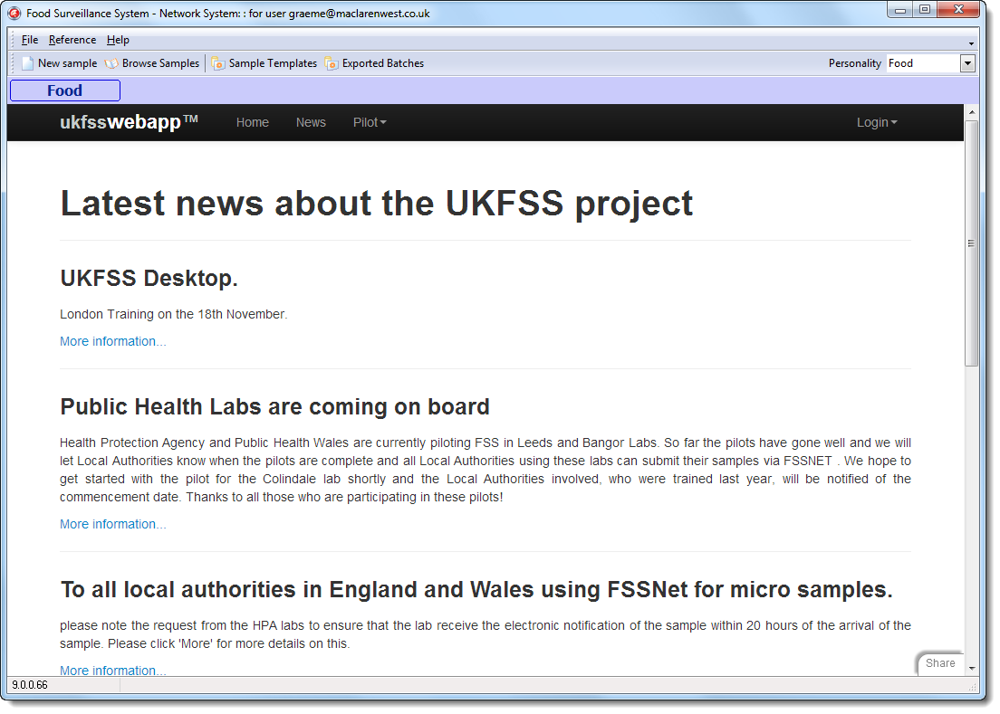 Food Surveillance System - Network System: : for user graeme@maclarenwest.co.uk
File Reference Help
New sample Browse Samples Sample Templates Exported Batches Personality Food
Food
ukfsswebapp™ Home News Pilot Login
Latest news about the UKFSS project
UKFSS Desktop.
London Training on the 18th November.
More information...
Public Health Labs are coming on board
Health Protection Agency and Public Health Wales are currently piloting FSS in Leeds and Bangor Labs. So far the pilots have gone well and we will
let Local Authorities know when the pilots are complete and all Local Authorities using these labs can submit their samples via FSSNET . We hope to
get started with the pilot for the Colindale lab shortly and the Local Authorities involved, who were trained last year, will be notified of the
commencement date. Thanks to all those who are participating in these pilots!
More information...
To all local authorities in England and Wales using FSSNet for micro samples.
please note the request from the HPA labs to ensure that the lab receive the electronic notification of the sample within 20 hours of the arrival of the
sample. Please click 'More' for more details on this.
More information...
Share
9.0.0.66